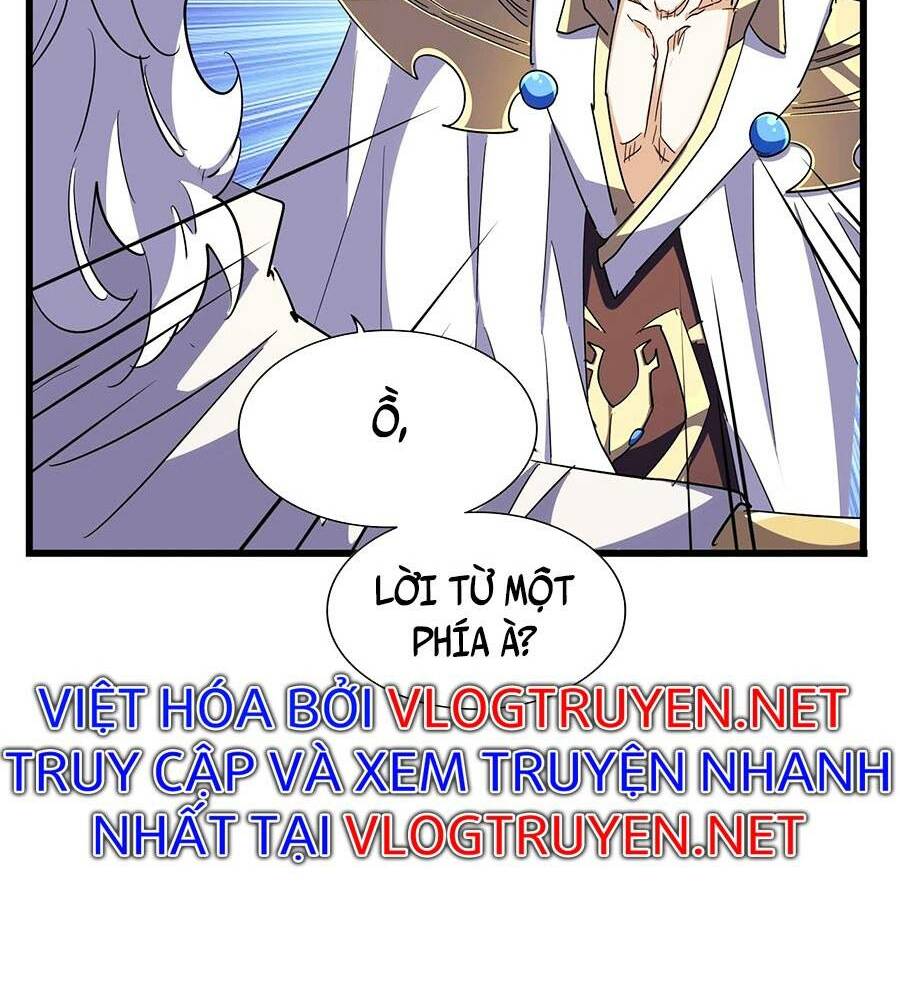 Ồ,
LỜI TỪ MỘT
PHÍA À?
VIỆT HÓA BỞI VLOGTRUYEN.NET
TRUY CẬP VÀ XEM TRUYỆN NHANH
NHẤT TẠI VLOGTRUYEN.NET